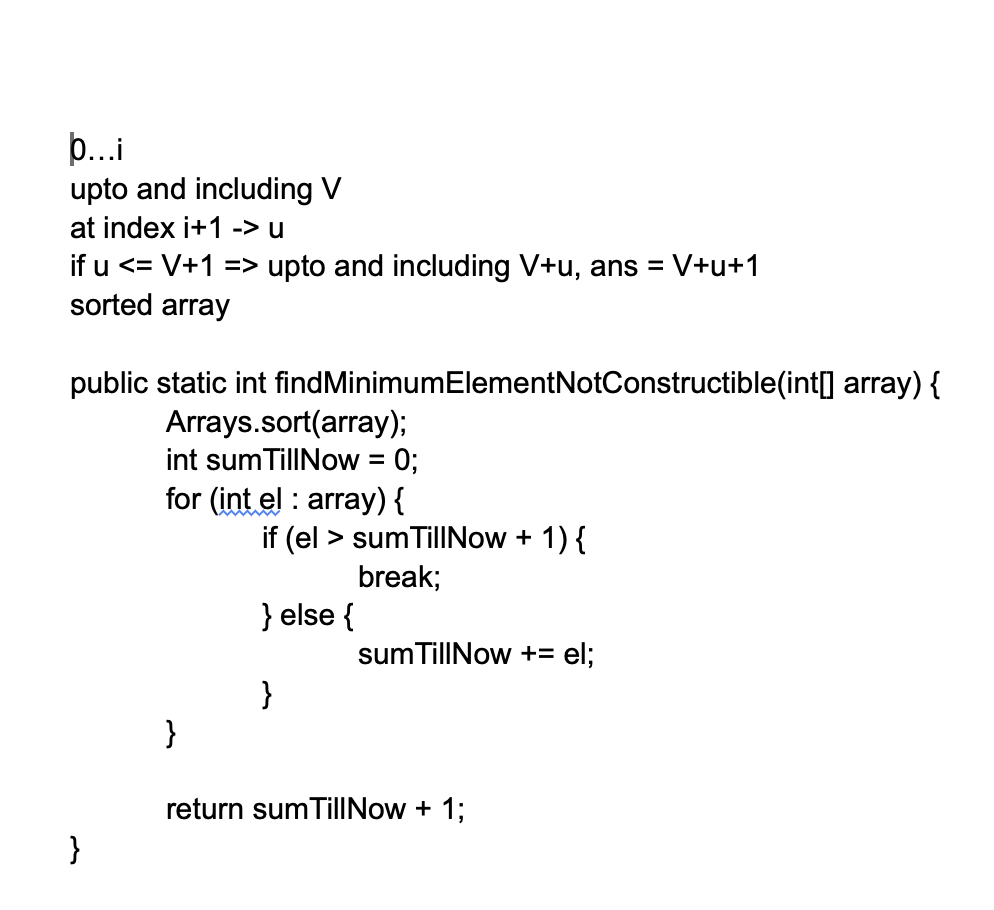 0...i
upto and including V
at index i+1 -> u
if u <= V+1 => upto and including V+u, ans = V+u+1
sorted array
public static int findMinimumElementNotConstructible(int[] array) {
Arrays.sort(array);
int sumTillNow = 0;
for (int el : array) {
if (el > sumTillNow + 1) {
break;
} else {
sumTillNow += el;
}
}
return sumTillNow + 1;
}